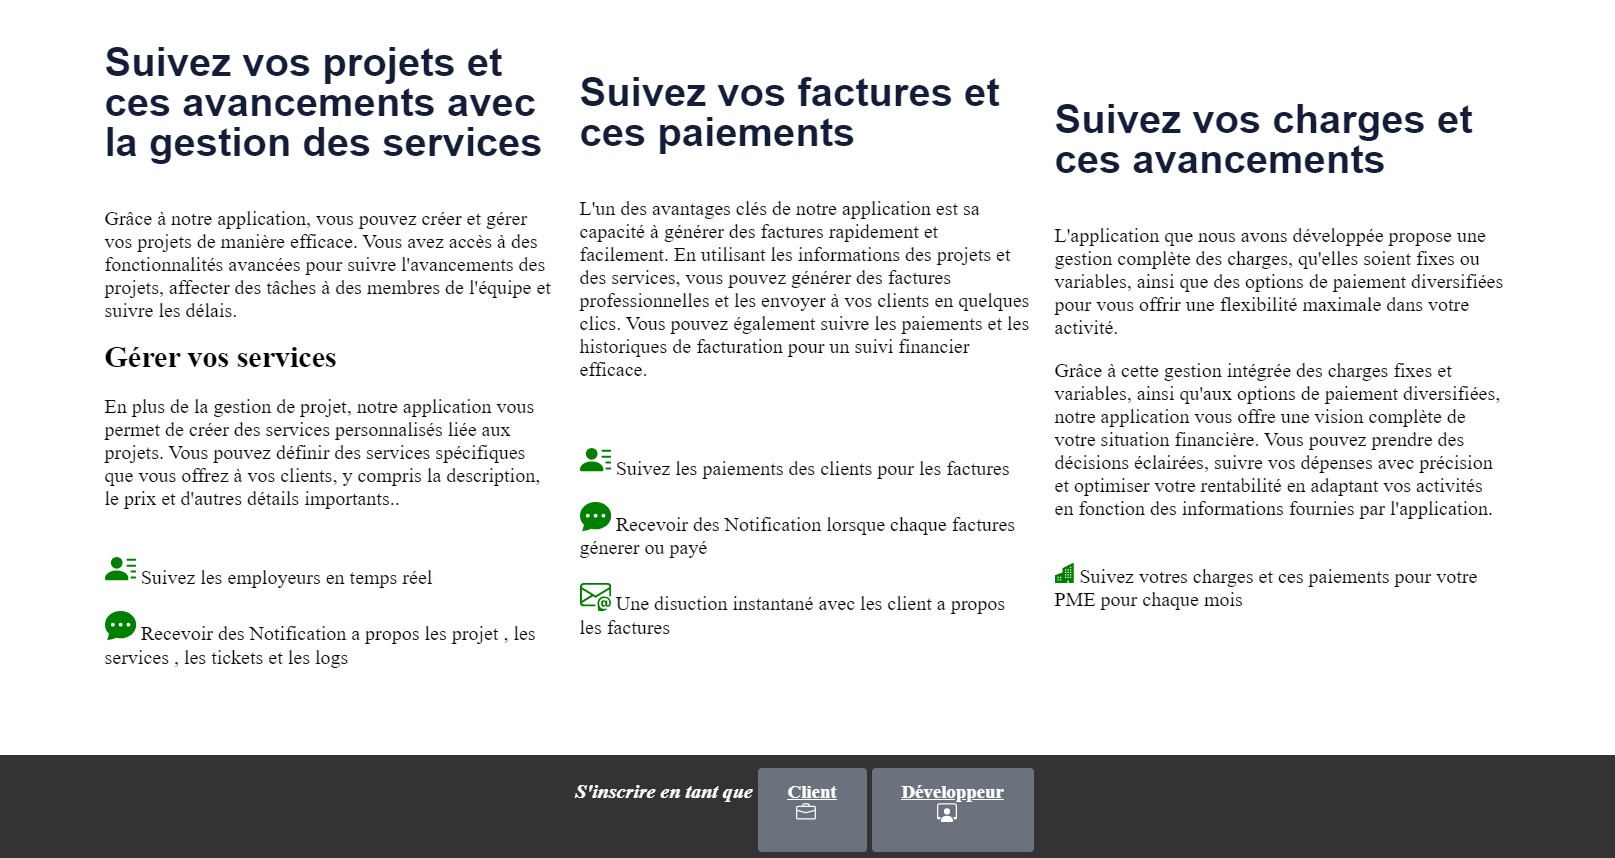 Suivez vos projets et
ces avancements avec
la gestion des services
Grâce à notre application, vous pouvez créer et gérer
vos projets de manière efficace. Vous avez accès à des
fonctionnalités avancées pour suivre l'avancements des
projets, affecter des tâches à des membres de l'équipe et
suivre les délais.
Gérer vos services
En plus de la gestion de projet, notre application vous
permet de créer des services personnalisés liée aux
projets. Vous pouvez définir des services spécifiques
que vous offrez à vos clients, y compris la description,
le prix et d'autres détails importants..
Suivez les employeurs en temps réel
Recevoir des Notification a propos les projet , les
services , les tickets et les logs
Suivez vos factures et
ces paiements
L'un des avantages clés de notre application est sa
capacité à générer des factures rapidement et
facilement. En utilisant les informations des projets et
des services, vous pouvez générer des factures
professionnelles et les envoyer à vos clients en quelques
clics. Vous pouvez également suivre les paiements et les
historiques de facturation pour un suivi financier
efficace.
Suivez les paiements des clients pour les factures
Recevoir des Notification lorsque chaque factures
génerer ou payé
Une disuction instantané avec les client a propos
les factures
Suivez vos charges et
ces avancements
L'application que nous avons développée propose une
gestion complète des charges, qu'elles soient fixes ou
variables, ainsi que des options de paiement diversifiées
pour vous offrir une flexibilité maximale dans votre
activité.
Grâce à cette gestion intégrée des charges fixes et
variables, ainsi qu'aux options de paiement diversifiées,
notre application vous offre une vision complète de
votre situation financière. Vous pouvez prendre des
décisions éclairées, suivre vos dépenses avec précision
et optimiser votre rentabilité en adaptant vos activités
en fonction des informations fournies par l'application.
Suivez votres charges et ces paiements pour votre
PME pour chaque mois
S'inscrire en tant que Client Développeur